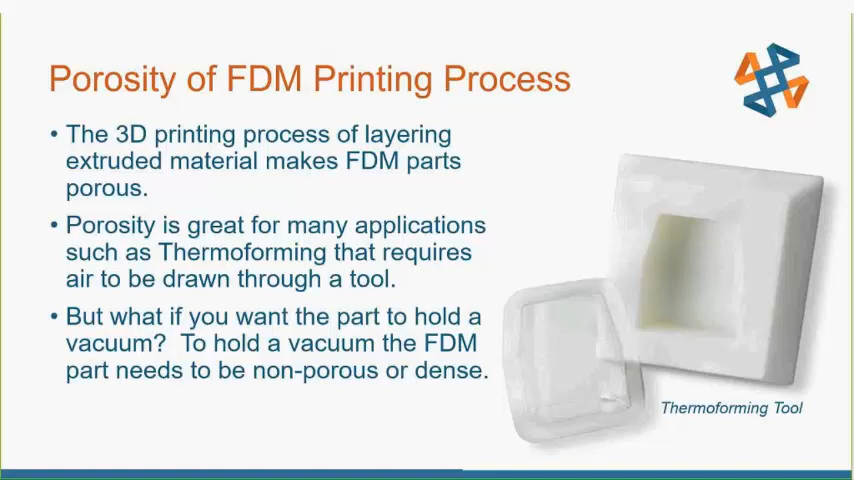 Porosity of FDM Printing Process
• The 3D printing process of layering
extruded material makes FDM parts
porous.
• Porosity is great for many applications
such as Thermoforming that requires
air to be drawn through a tool.
• But what if you want the part to hold a
vacuum?  To hold a vacuum the FDM
part needs to be non-porous or dense.
Thermoforming Tool